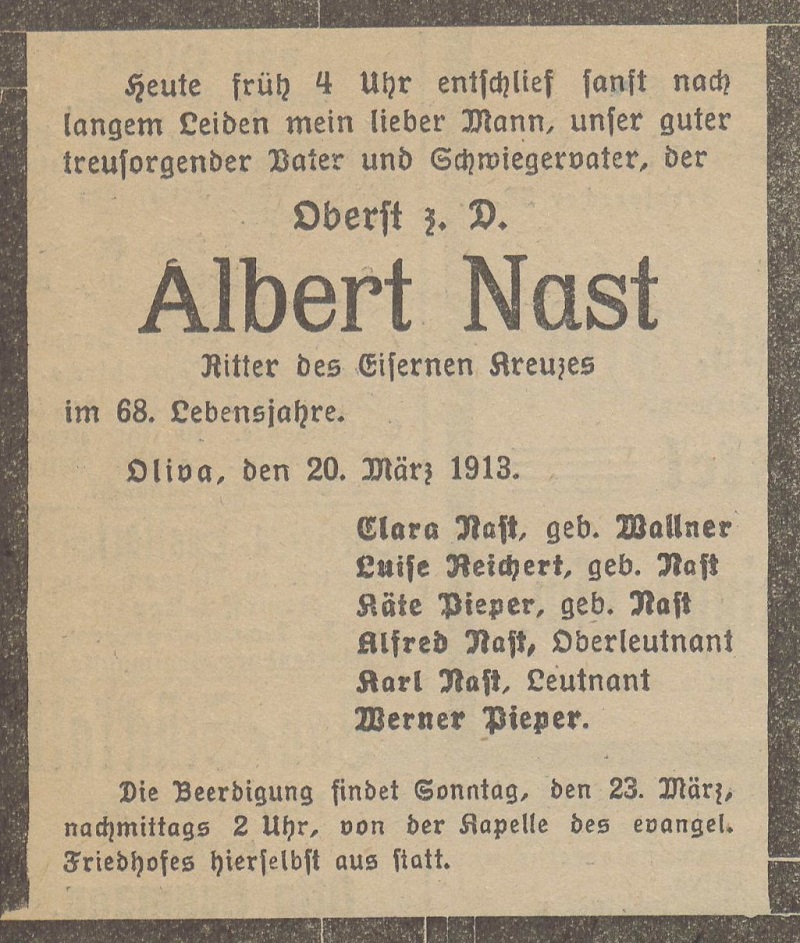 Heute früh 4 Uhr entschlief sanft nach
langem Leiden mein lieber Mann, unser guter
treusorgender Vater und Schwiegervater, der
Oberst z. D.
Albert Nast
Ritter des Eisernen Kreuzes
im 68. Lebensjahre.
Oliva, den 20. März 1913.
Clara Nast, geb. Wallner
Luise Reichert, geb. Nast
Käte Pieper, geb. Nast
Alfred Nast, Oberleutnant
Karl Nast, Leutnant
Werner Pieper.
Die Beerdigung findet Sonntag, den 23. März,
nachmittags 2 Uhr, von der Kapelle des evangel.
Friedhofes hierselbst aus statt.